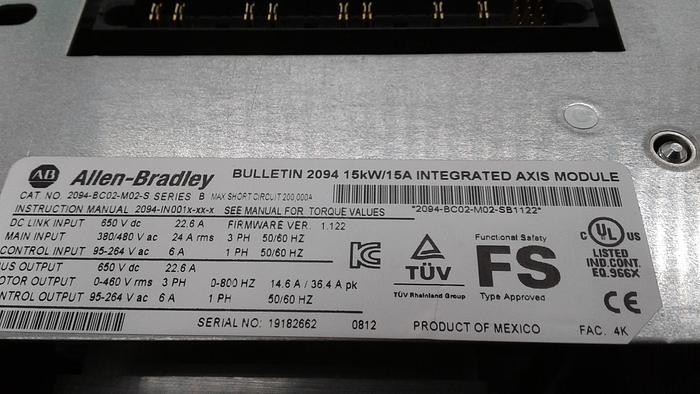 AB Allen-Bradley BULLETIN 2094 15kW/15A INTEGRATED AXIS MODULE
CAT NO. 2094-BC02-M02-S SERIES B MAX SHORT CIRCUIT 200,000A
INSTRUCTION MANUAL 2094-IN001x-xx-x SEE MANUAL FOR TORQUE VALUES "2094-BC02-M02-SB1122"
DC LINK INPUT 650 V dc 22.6 A FIRMWARE VER. 1.122
MAIN INPUT 380/480 V ac 24 A rms 3 PH 50/60 HZ
CONTROL INPUT 95-264 V ac 6 A 1 PH 50/60 HZ
US OUTPUT 650 V dc 22.6 A
OTOR OUTPUT 0-460 V rms 3 PH 0-800 HZ 14.6 A / 36.4 A pk
NTROL OUTPUT 95-264 V ac 6 A 1 PH 50/60 HZ
KC
TÜV
TÜV Rheinland Group
Functional Safety
FS
Type Approved
C UL US
LISTED
IND.CONT.
EQ.966X
CE
SERIAL NO: 19182662 0812 PRODUCT OF MEXICO FAC. 4K